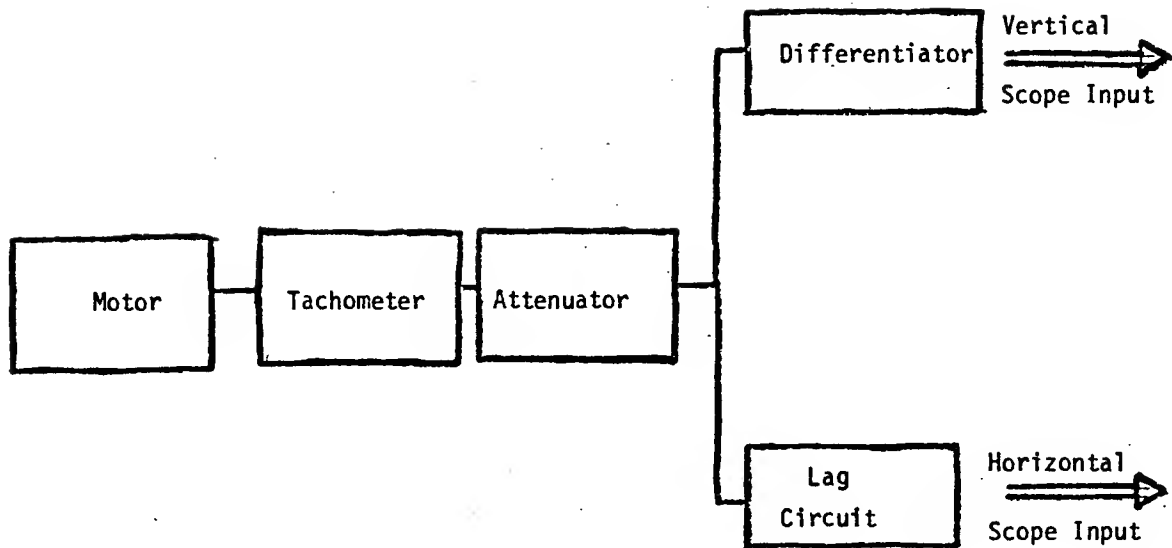 Differentiator
Vertical
Scope Input
Motor
Tachometer
Attenuator
Lag
Circuit
Horizontal
Scope Input